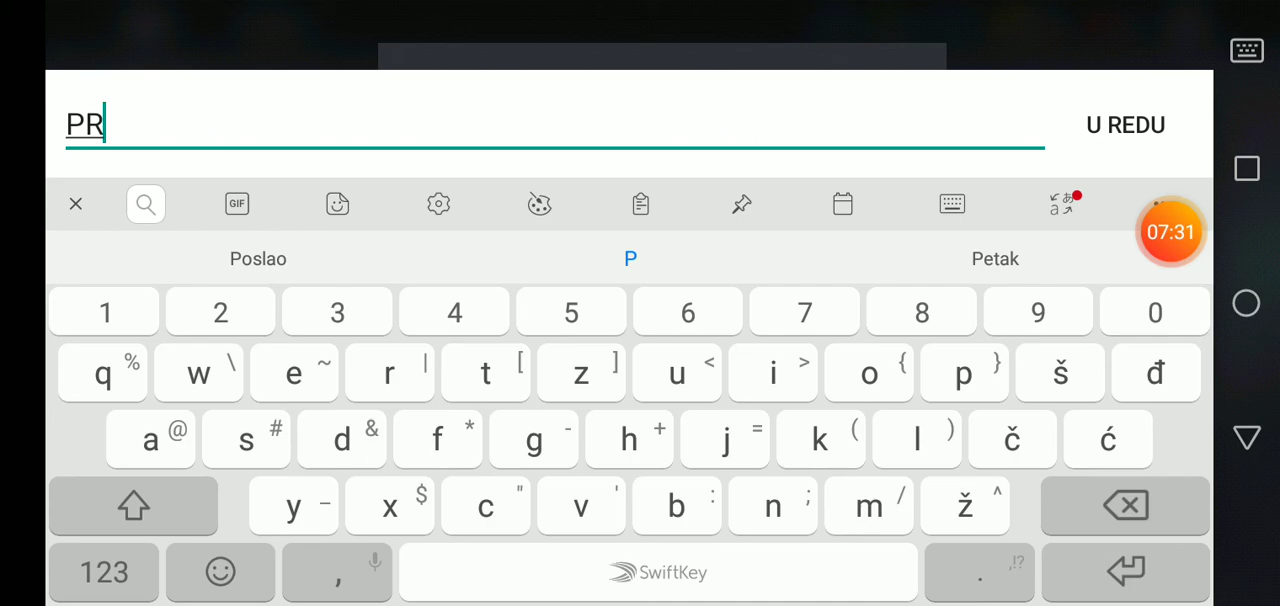 PR
U REDU
GIF
07:31
Poslao P Petak
1 2 3 4 5 6 7 8 9 0
q % w \ e ~ r | t [ z ] u < i > o { p } š đ
a @ s # d & f * g - h + j = k ( l ) č ć
y – x $ c " v ' b : n ; m / ž ^
123 , SwiftKey . ,!?